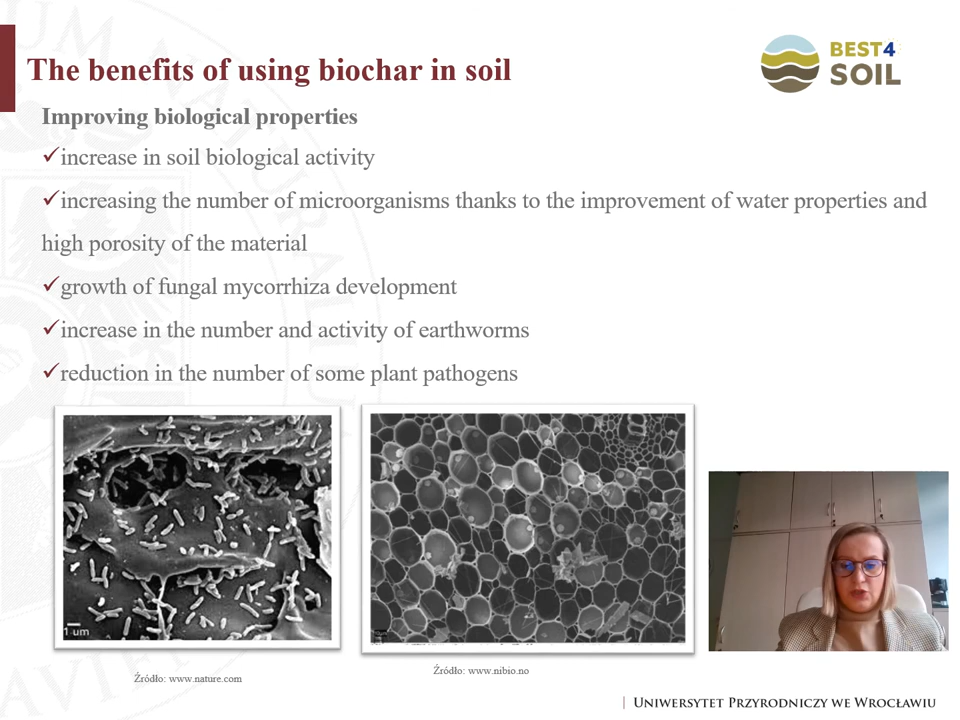 The benefits of using biochar in soil
BEST4
SOIL
Improving biological properties
✓increase in soil biological activity
✓increasing the number of microorganisms thanks to the improvement of water properties and
high porosity of the material
✓growth of fungal mycorrhiza development
✓increase in the number and activity of earthworms
✓reduction in the number of some plant pathogens
1 um
Źródło: www.nature.com
Źródło: www.nibio.no
UNIWERSYTET PRZYRODNICZY WE WROCŁAWIU